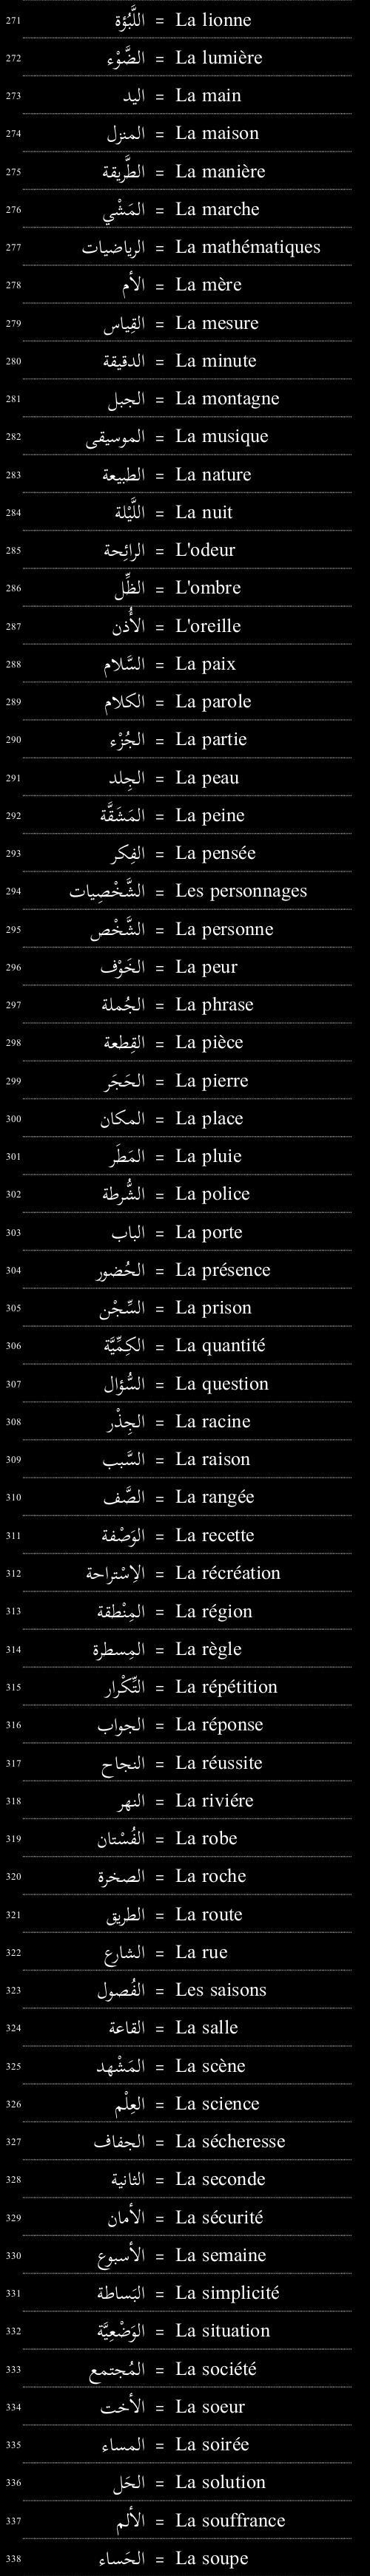 271 اللَّبُؤة = La lionne
272 الضَّوْء = La lumière
273 اليد = La main
274 المنزل = La maison
275 الطَّريقة = La manière
276 المَشْي = La marche
277 الرياضيات = La mathématiques
278 الأم = La mère
279 القِياس = La mesure
280 الدقيقة = La minute
281 الجبل = La montagne
282 الموسيقى = La musique
283 الطبيعة = La nature
284 اللَّيْلة = La nuit
285 الرائِحة = L'odeur
286 الظِّل = L'ombre
287 الأُذن = L'oreille
288 السَّلام = La paix
289 الكلام = La parole
290 الجُزْء = La partie
291 الجِلد = La peau
292 المَشَقَّة = La peine
293 الفِكر = La pensée
294 الشَّخْصِيات = Les personnages
295 الشَّخْص = La personne
296 الخَوْف = La peur
297 الجُملة = La phrase
298 القِطعة = La pièce
299 الحَجَر = La pierre
300 المكان = La place
301 المَطَر = La pluie
302 الشُّرطة = La police
303 الباب = La porte
304 الحُضور = La présence
305 السِّجْن = La prison
306 الكِمِّيَّة = La quantité
307 السُّؤال = La question
308 الجِذْر = La racine
309 السَّبب = La raison
310 الصَّف = La rangée
311 الوَصْفة = La recette
312 الاِسْتراحة = La récréation
313 المِنْطقة = La région
314 المِسطرة = La règle
315 التِّكْرار = La répétition
316 الجواب = La réponse
317 النجاح = La réussite
318 النهر = La riviére
319 الفُسْتان = La robe
320 الصخرة = La roche
321 الطريق = La route
322 الشارع = La rue
323 الفُصول = Les saisons
324 القاعة = La salle
325 المَشْهد = La scène
326 العِلْم = La science
327 الجفاف = La sécheresse
328 الثانية = La seconde
329 الأمان = La sécurité
330 الأسبوع = La semaine
331 البَساطة = La simplicité
332 الوَضْعِيَّة = La situation
333 المُجتمع = La société
334 الأخت = La soeur
335 المساء = La soirée
336 الحَل = La solution
337 الألم = La souffrance
338 الحَساء = La soupe